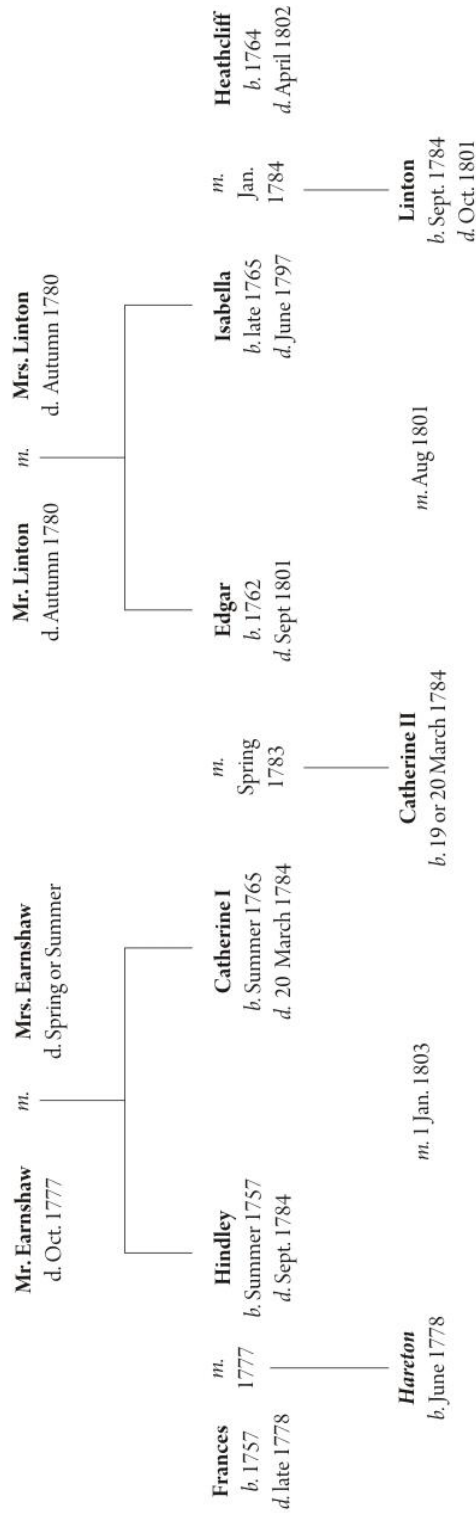 Mr. Earnshaw
d. Oct. 1777
m.
Mrs. Earnshaw
d. Spring or Summer
Mr. Linton
d. Autumn 1780
m.
Mrs. Linton
d. Autumn 1780
Frances
b. 1757
d. late 1778
m.
1777
Hindley
b. Summer 1757
d. Sept. 1784
Catherine I
b. Summer 1765
d. 20 March 1784
m.
Spring
1783
Edgar
b. 1762
d. Sept 1801
Isabella
b. late 1765
d. June 1797
m.
Jan.
1784
Heathcliff
b. 1764
d. April 1802
Hareton
b. June 1778
m. 1 Jan. 1803
Catherine II
b. 19 or 20 March 1784
m. Aug 1801
Linton
b. Sept. 1784
d. Oct. 1801